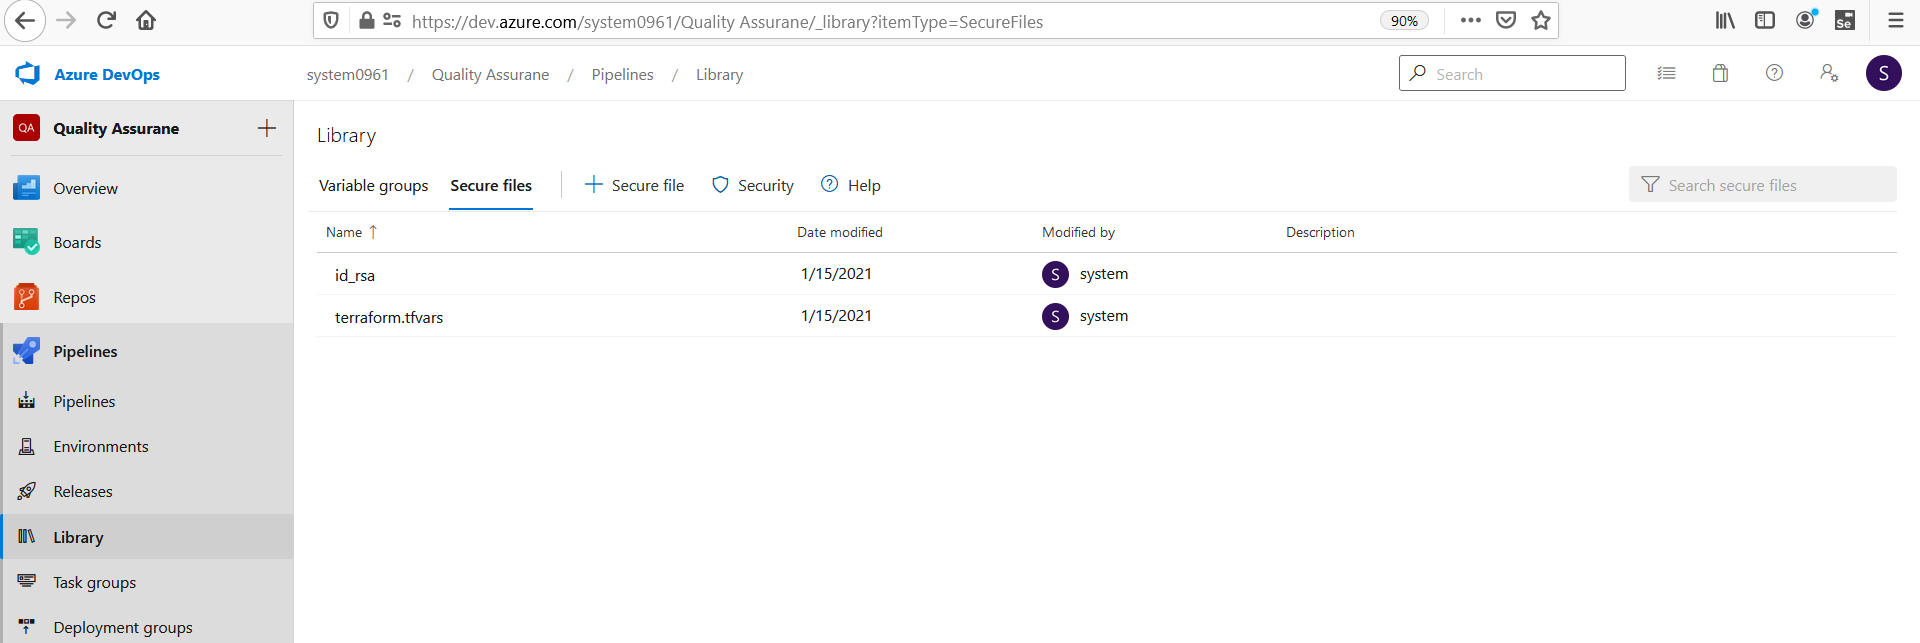 https://dev.azure.com/system0961/Quality Assurane/_library?itemType=SecureFiles 90% Se
Azure DevOps system0961 / Quality Assurane / Pipelines / Library Search S
QA Quality Assurane
Library
Overview
Variable groups Secure files Secure file Security Help Search secure files
Name ↑ Date modified Modified by Description
Boards
id_rsa 1/15/2021 S system
Repos
terraform.tfvars 1/15/2021 S system
Pipelines
Pipelines
Environments
Releases
Library
Task groups
Deployment groups